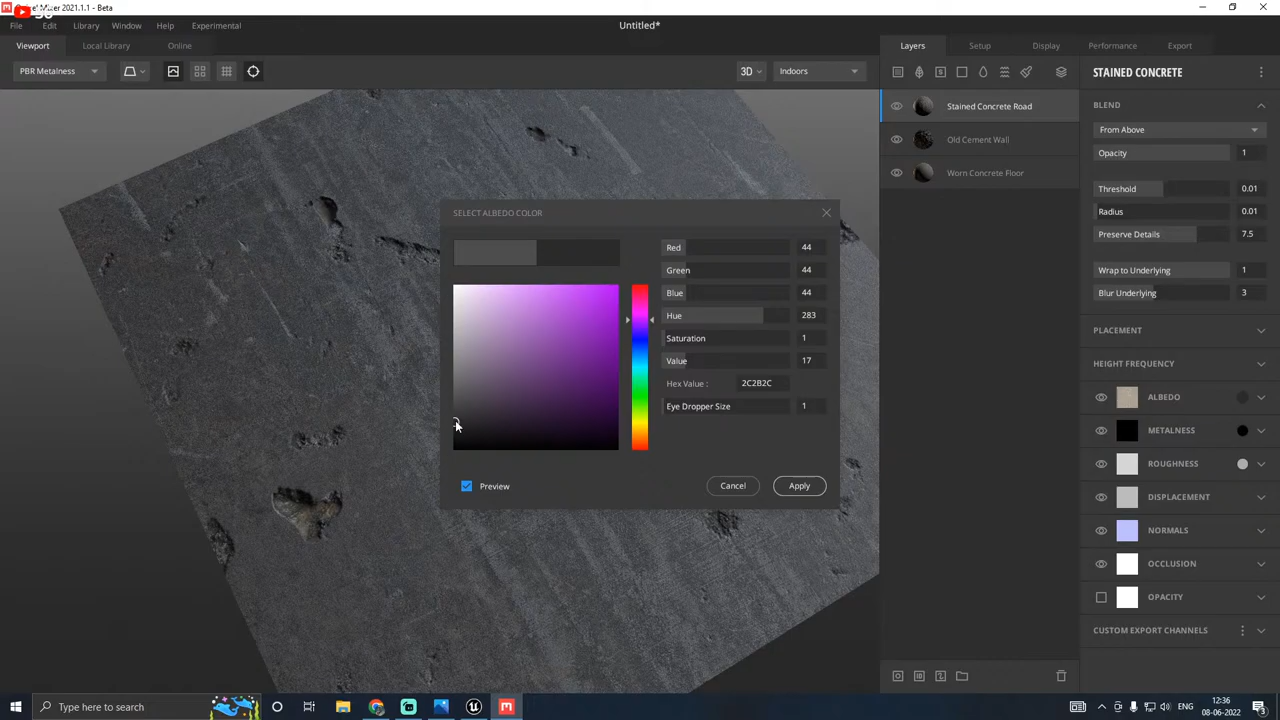 Mixer 2021.1.1 - Beta
File Edit Library Window Help Experimental
Untitled*
Viewport Local Library Online
Layers Setup Display Performance Export
PBR Metalness
3D
Indoors
STAINED CONCRETE
Stained Concrete Road
Old Cement Wall
Worn Concrete Floor
BLEND
From Above
Opacity 1
Threshold 0.01
Radius 0.01
Preserve Details 7.5
Wrap to Underlying 1
Blur Underlying 3
PLACEMENT
HEIGHT FREQUENCY
ALBEDO
METALNESS
ROUGHNESS
DISPLACEMENT
NORMALS
OCCLUSION
OPACITY
CUSTOM EXPORT CHANNELS
SELECT ALBEDO COLOR
Red 44
Green 44
Blue 44
Hue 283
Saturation 1
Value 17
Hex Value : 2C2B2C
Eye Dropper Size 1
Preview
Cancel Apply
Type here to search
12:36
08-06-2022
3